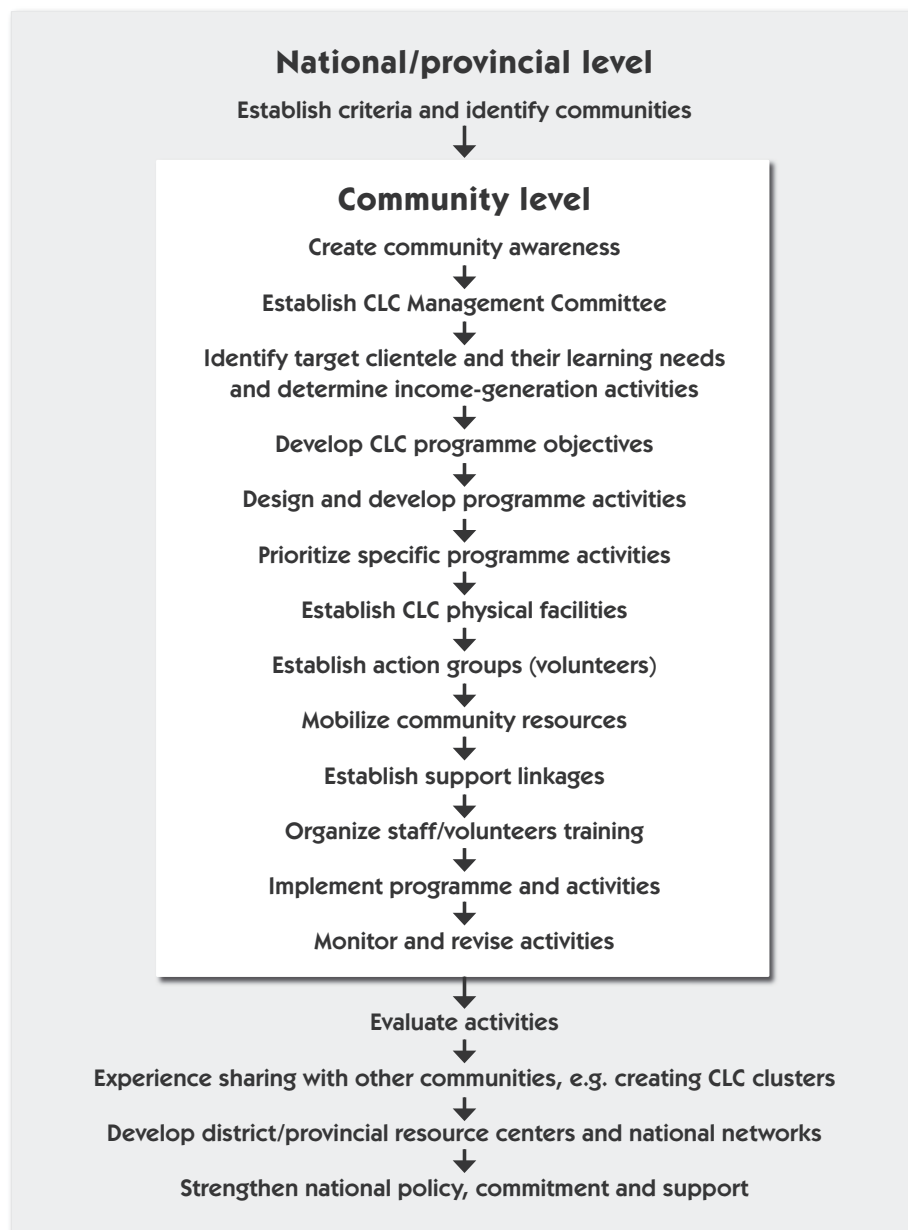 National/provincial level
Establish criteria and identify communities
Community level
Create community awareness
Establish CLC Management Committee
Identify target clientele and their learning needs
and determine income-generation activities
Develop CLC programme objectives
Design and develop programme activities
Prioritize specific programme activities
Establish CLC physical facilities
Establish action groups (volunteers)
Mobilize community resources
Establish support linkages
Organize staff/volunteers training
Implement programme and activities
Monitor and revise activities
Evaluate activities
Experience sharing with other communities, e.g. creating CLC clusters
Develop district/provincial resource centers and national networks
Strengthen national policy, commitment and support